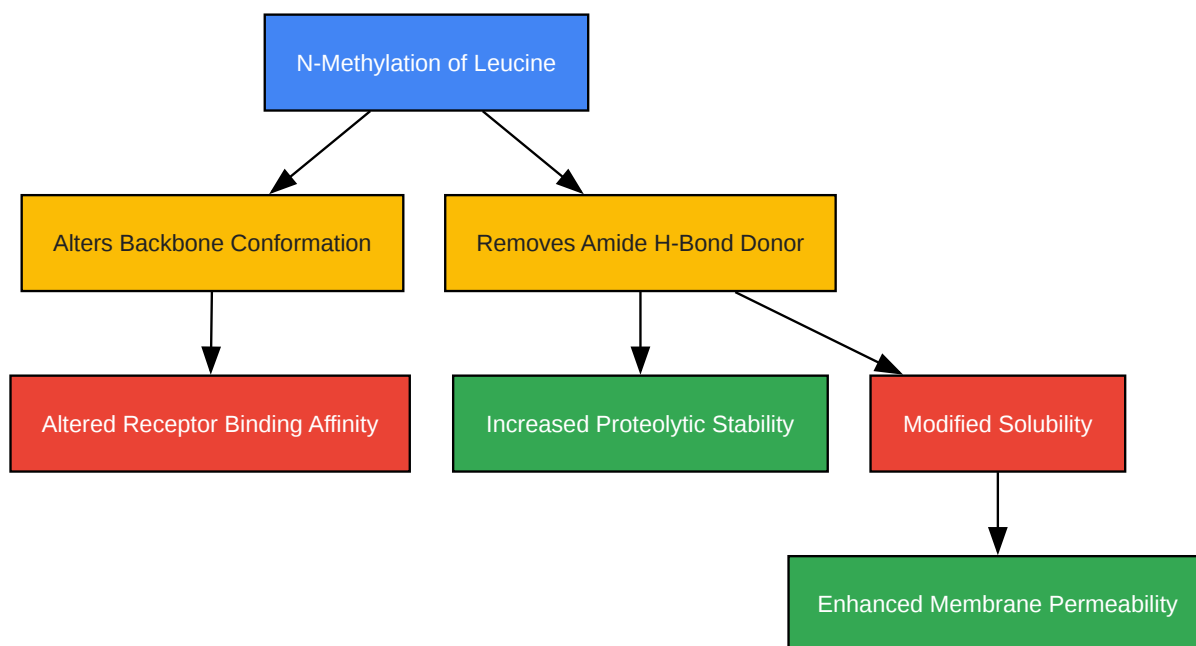 N-Methylation of Leucine
Alters Backbone Conformation
Removes Amide H-Bond Donor
Altered Receptor Binding Affinity
Increased Proteolytic Stability
Modified Solubility
Enhanced Membrane Permeability